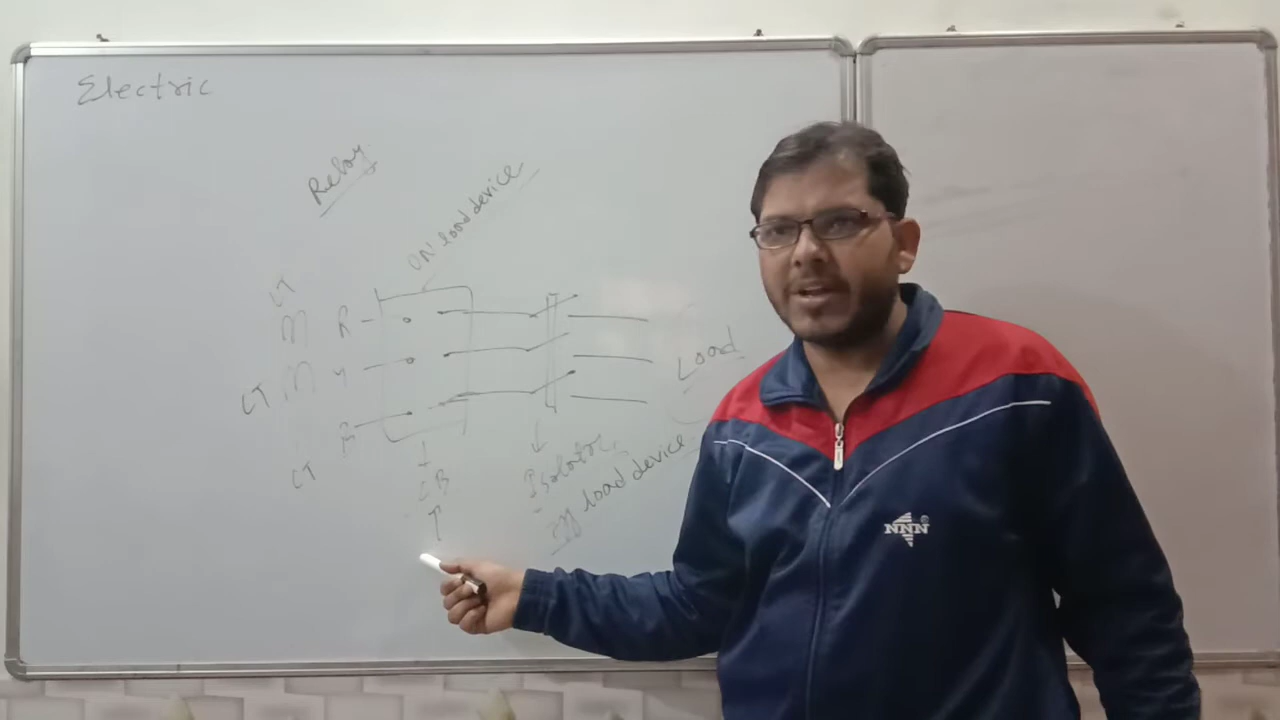 Electric
Relay
ON load device
CT
R
CT
Y
Load
B
CT
CB
Isolator
Off load device
NNN